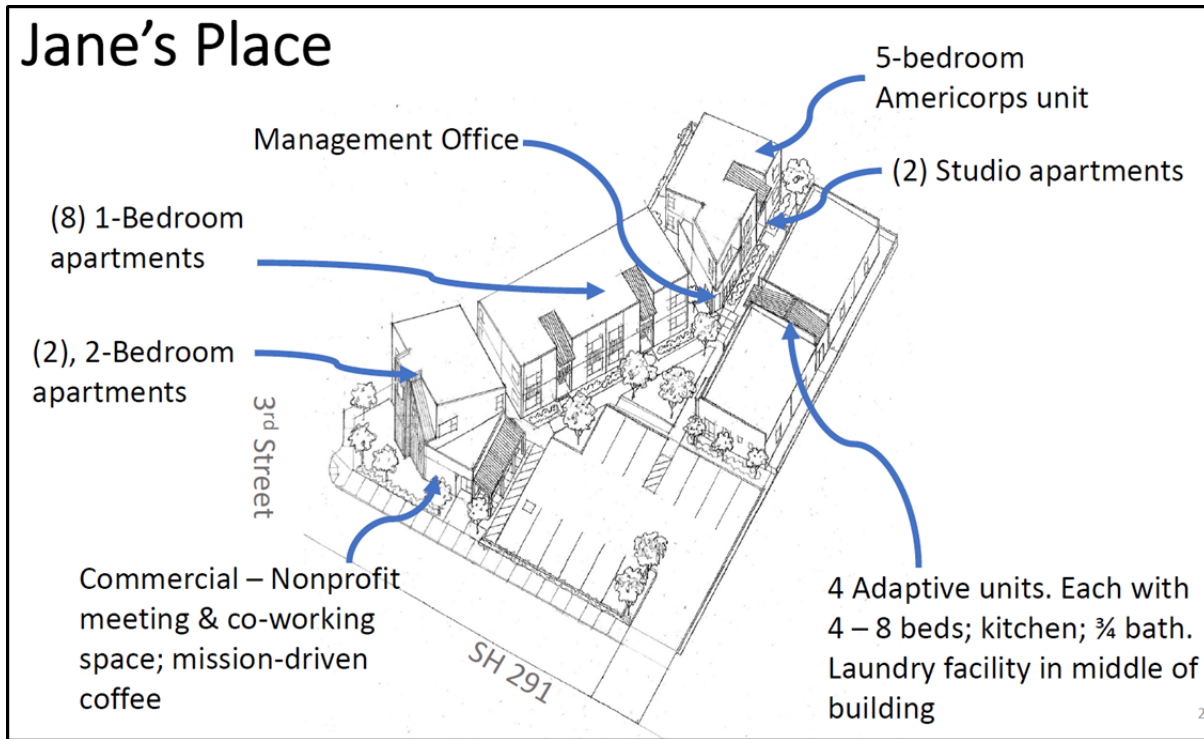 Jane's Place
5-bedroom
Americorps unit
Management Office
(2) Studio apartments
(8) 1-Bedroom
apartments
(2), 2-Bedroom
apartments
3rd Street
Commercial – Nonprofit
meeting & co-working
space; mission-driven
coffee
SH 291
4 Adaptive units. Each with
4 – 8 beds; kitchen; ¾ bath.
Laundry facility in middle of
building
2